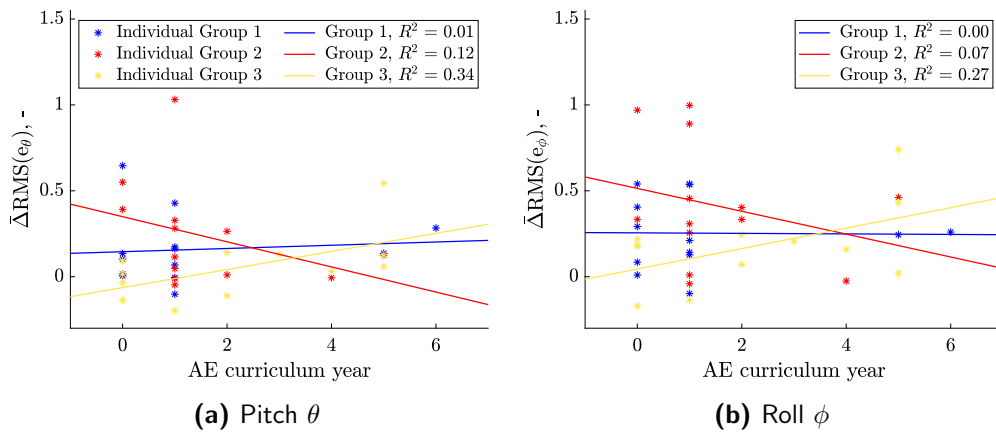 Individual Group 1
Individual Group 2
Individual Group 3
Group 1, R² = 0.01
Group 2, R² = 0.12
Group 3, R² = 0.34
1.5
1
0.5
0
Δ̄RMS(e_θ), -
0 2 4 6
AE curriculum year
(a) Pitch θ
Group 1, R² = 0.00
Group 2, R² = 0.07
Group 3, R² = 0.27
1.5
1
0.5
0
Δ̄RMS(e_ϕ), -
0 2 4 6
AE curriculum year
(b) Roll ϕ